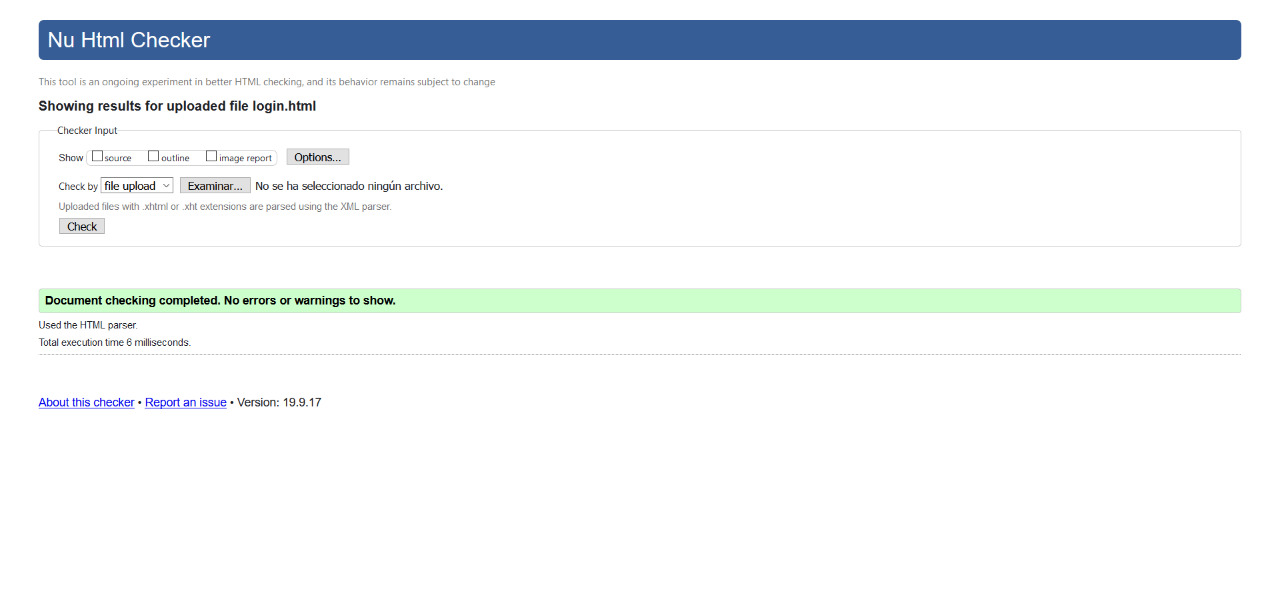 Nu Html Checker
This tool is an ongoing experiment in better HTML checking, and its behavior remains subject to change
Showing results for uploaded file login.html
Checker Input
Show source outline image report Options...
Check by file upload Examinar... No se ha seleccionado ningún archivo.
Uploaded files with .xhtml or .xht extensions are parsed using the XML parser.
Check
Document checking completed. No errors or warnings to show.
Used the HTML parser.
Total execution time 6 milliseconds.
About this checker • Report an issue • Version: 19.9.17